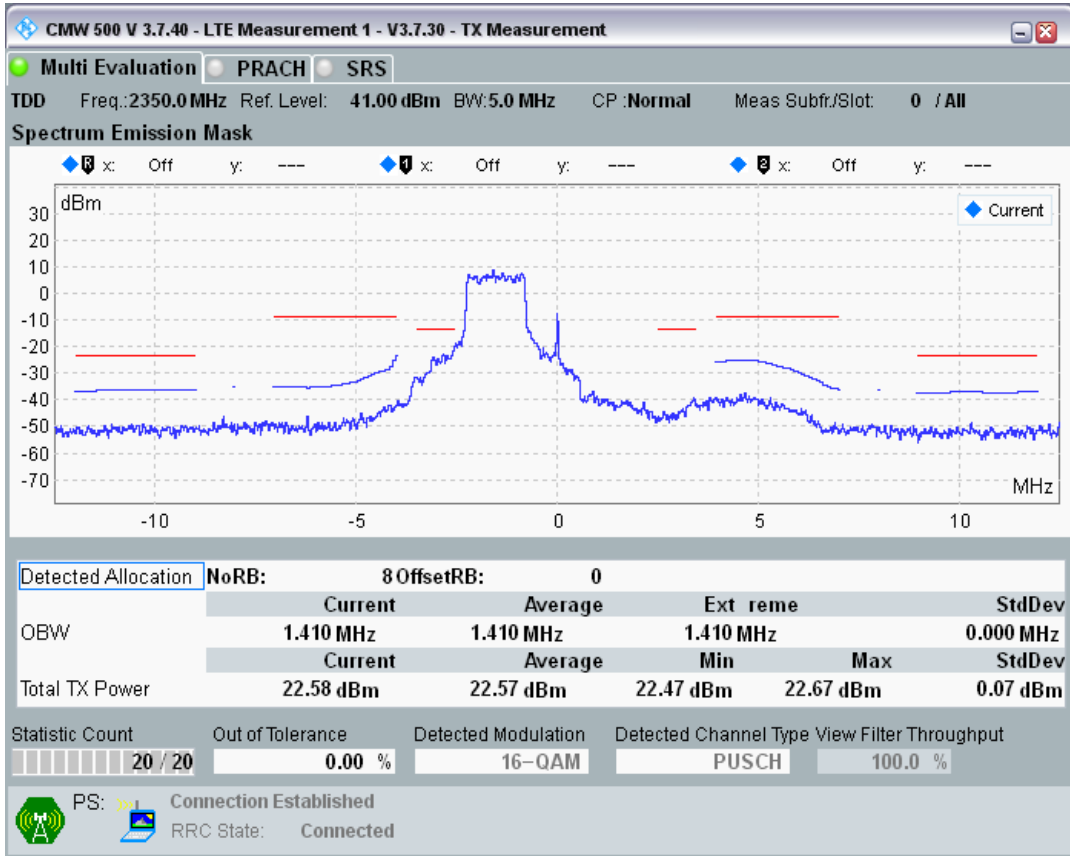 CMW 500 V 3.7.40 - LTE Measurement 1 - V3.7.30 - TX Measurement
Multi Evaluation PRACH SRS
TDD Freq.:2350.0 MHz Ref. Level: 41.00 dBm BW:5.0 MHz CP :Normal Meas Subfr./Slot: 0 / All
Spectrum Emission Mask
R x: Off y: --- 1 x: Off y: --- 2 x: Off y: ---
dBm
Current
30
20
10
0
-10
-20
-30
-40
-50
-60
-70
MHz
-10 -5 0 5 10
Detected Allocation NoRB: 8 OffsetRB: 0
Current Average Ext reme StdDev
OBW 1.410 MHz 1.410 MHz 1.410 MHz 0.000 MHz
Current Average Min Max StdDev
Total TX Power 22.58 dBm 22.57 dBm 22.47 dBm 22.67 dBm 0.07 dBm
Statistic Count Out of Tolerance Detected Modulation Detected Channel Type View Filter Throughput
20 / 20 0.00 % 16-QAM PUSCH 100.0 %
PS: Connection Established
RRC State: Connected